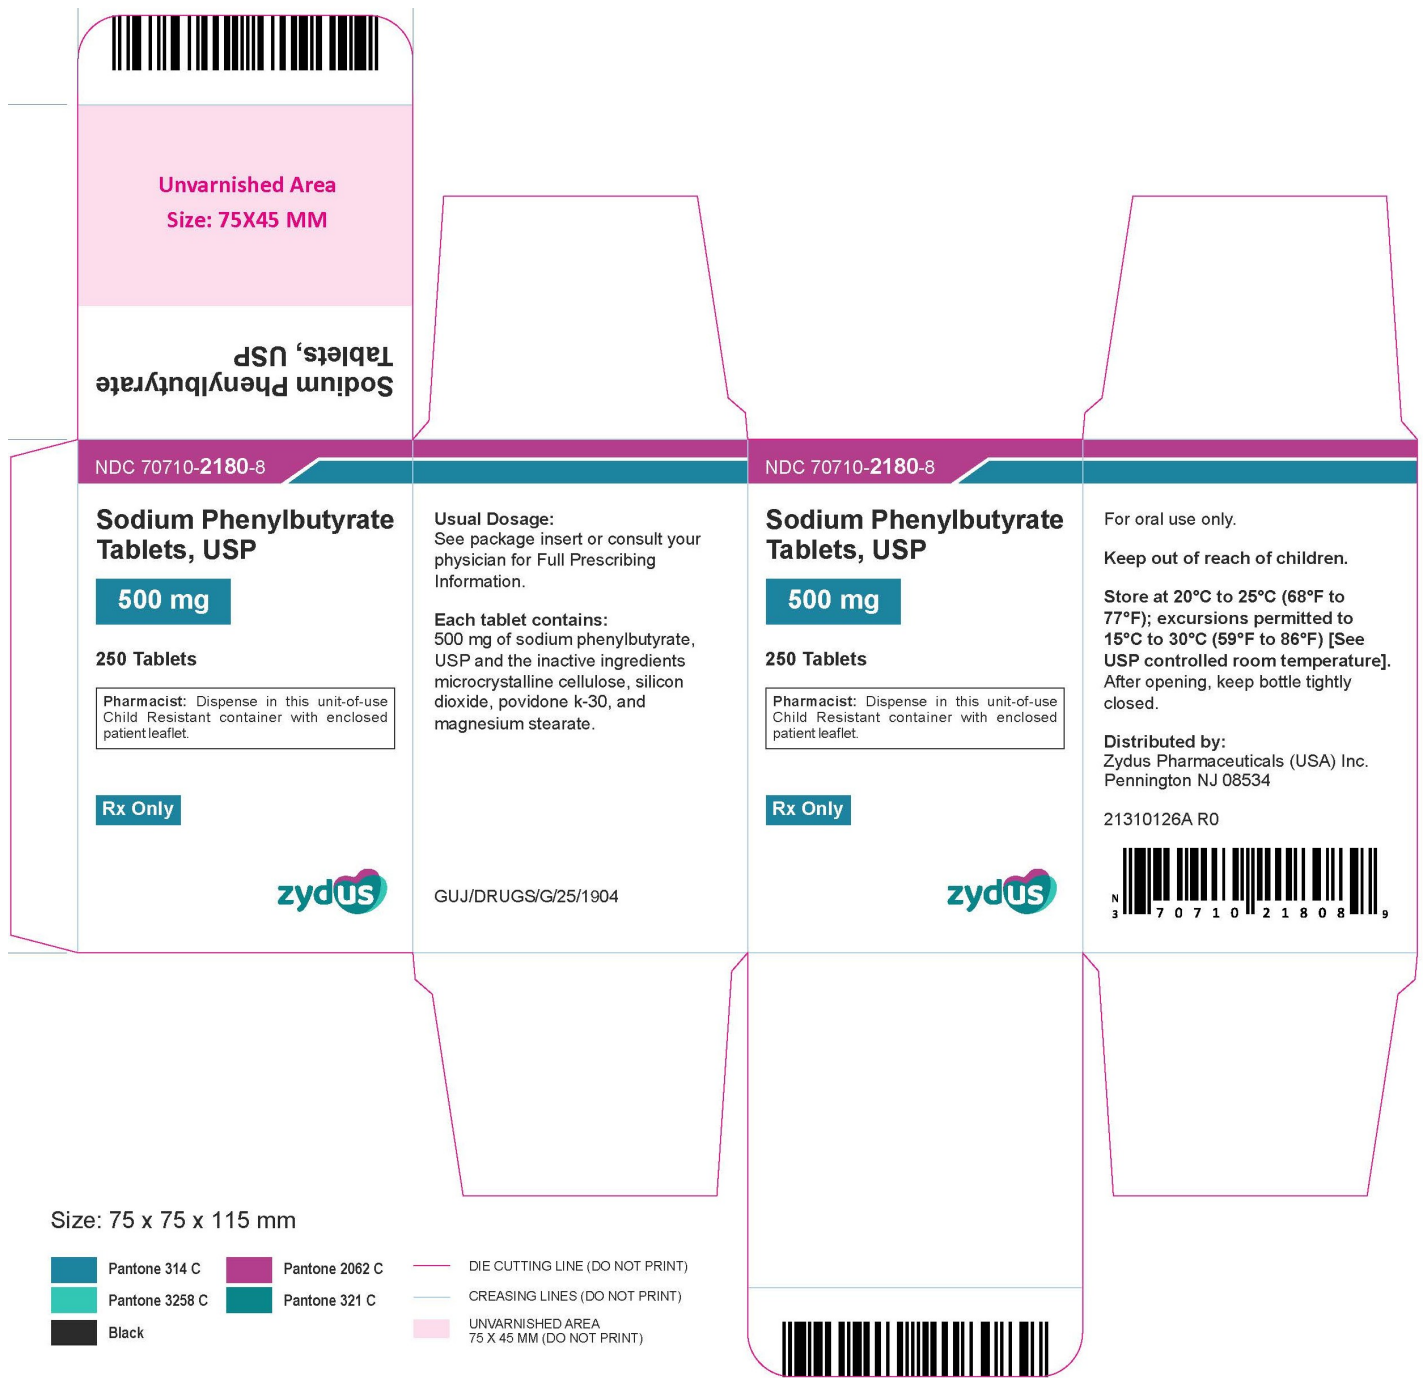 Unvarnished Area
Size: 75X45 MM
Sodium Phenylbutyrate
Tablets, USP
NDC 70710-2180-8
Sodium Phenylbutyrate
Tablets, USP
500 mg
250 Tablets
Pharmacist: Dispense in this unit-of-use
Child Resistant container with enclosed
patient leaflet.
Rx Only
zydus
Usual Dosage:
See package insert or consult your
physician for Full Prescribing
Information.
Each tablet contains:
500 mg of sodium phenylbutyrate,
USP and the inactive ingredients
microcrystalline cellulose, silicon
dioxide, povidone k-30, and
magnesium stearate.
GUJ/DRUGS/G/25/1904
NDC 70710-2180-8
Sodium Phenylbutyrate
Tablets, USP
500 mg
250 Tablets
Pharmacist: Dispense in this unit-of-use
Child Resistant container with enclosed
patient leaflet.
Rx Only
zydus
For oral use only.
Keep out of reach of children.
Store at 20°C to 25°C (68°F to
77°F); excursions permitted to
15°C to 30°C (59°F to 86°F) [See
USP controlled room temperature].
After opening, keep bottle tightly
closed.
Distributed by:
Zydus Pharmaceuticals (USA) Inc.
Pennington NJ 08534
21310126A R0
N
3 70710 21808 9
Size: 75 x 75 x 115 mm
Pantone 314 C
Pantone 2062 C
Pantone 3258 C
Pantone 321 C
Black
DIE CUTTING LINE (DO NOT PRINT)
CREASING LINES (DO NOT PRINT)
UNVARNISHED AREA
75 X 45 MM (DO NOT PRINT)